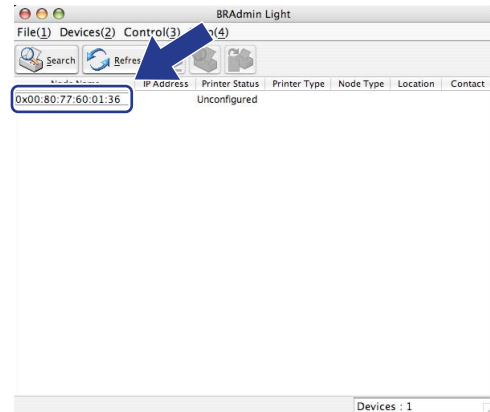 BRAdmin Light
File(1) Devices(2) Control(3) (4)
Search
IP Address Printer Status Printer Type Node Type Location Contact
0x00:80:77:60:01:36 Unconfigured
Devices : 1